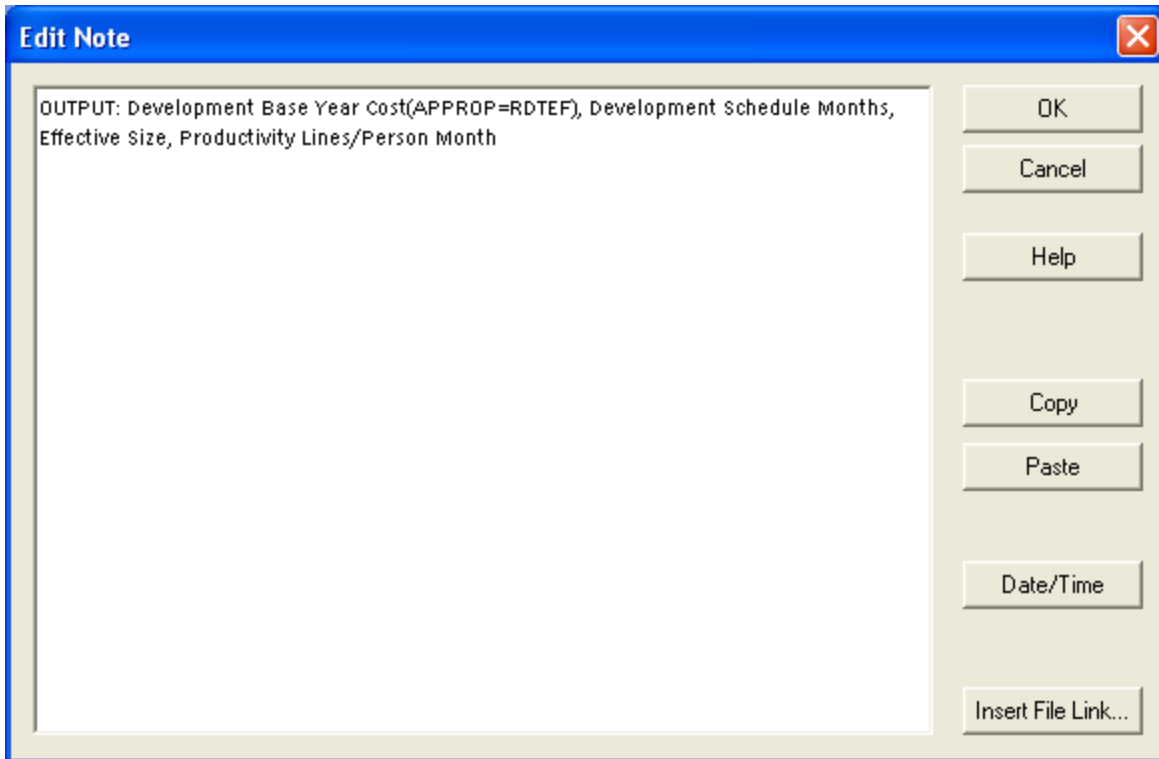 Edit Note
OUTPUT: Development Base Year Cost(APPROP=RDTEF), Development Schedule Months,
Effective Size, Productivity Lines/Person Month
OK
Cancel
Help
Copy
Paste
Date/Time
Insert File Link...